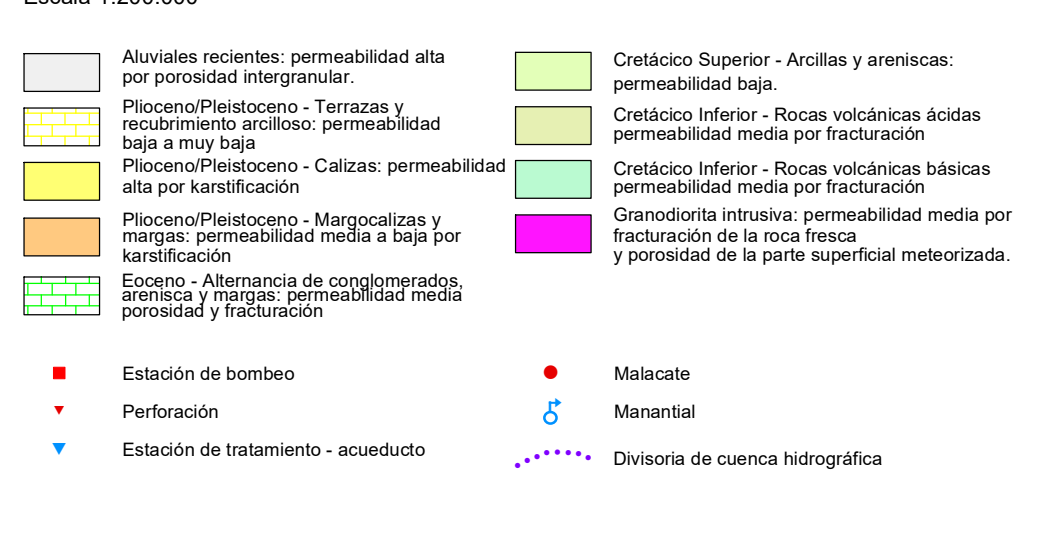 Escala 1:200.000
Aluviales recientes: permeabilidad alta
por porosidad intergranular.
Plioceno/Pleistoceno - Terrazas y
recubrimiento arcilloso: permeabilidad
baja a muy baja
Plioceno/Pleistoceno - Calizas: permeabilidad
alta por karstificación
Plioceno/Pleistoceno - Margocalizas y
margas: permeabilidad media a baja por
karstificación
Eoceno - Alternancia de conglomerados,
arenisca y margas: permeabilidad media
porosidad y fracturación
Cretácico Superior - Arcillas y areniscas:
permeabilidad baja.
Cretácico Inferior - Rocas volcánicas ácidas
permeabilidad media por fracturación
Cretácico Inferior - Rocas volcánicas básicas
permeabilidad media por fracturación
Granodiorita intrusiva: permeabilidad media por
fracturación de la roca fresca
y porosidad de la parte superficial meteorizada.
Estación de bombeo
Perforación
Estación de tratamiento - acueducto
Malacate
Manantial
Divisoria de cuenca hidrográfica